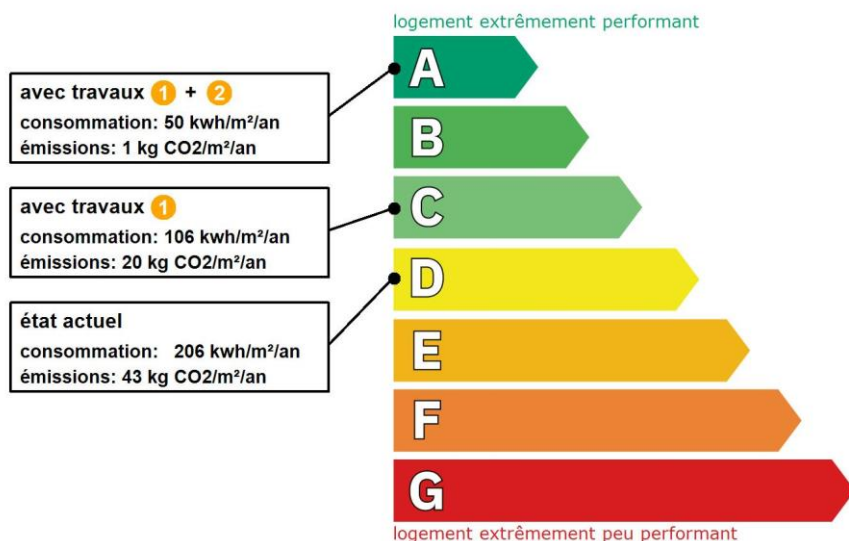 logement extrêmement performant
A
avec travaux 1 + 2
consommation: 50 kwh/m²/an
émissions: 1 kg CO2/m²/an
B
avec travaux 1
consommation: 106 kwh/m²/an
émissions: 20 kg CO2/m²/an
C
D
état actuel
consommation: 206 kwh/m²/an
émissions: 43 kg CO2/m²/an
E
F
G
logement extrêmement peu performant